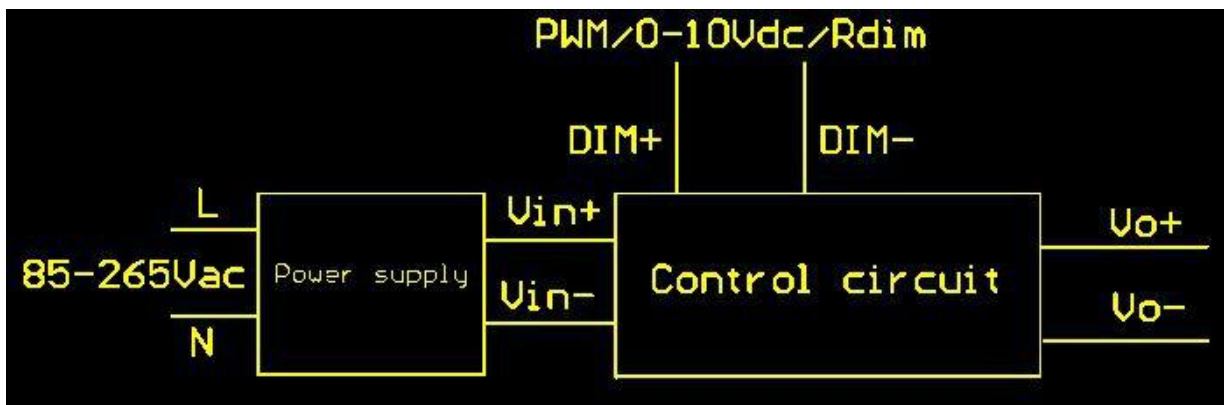 PWM/0-10Vdc/Rdim
DIM+ DIM-
L Vin+ Vo+
85-265Vac Power supply Control circuit
Vin- Vo-
N